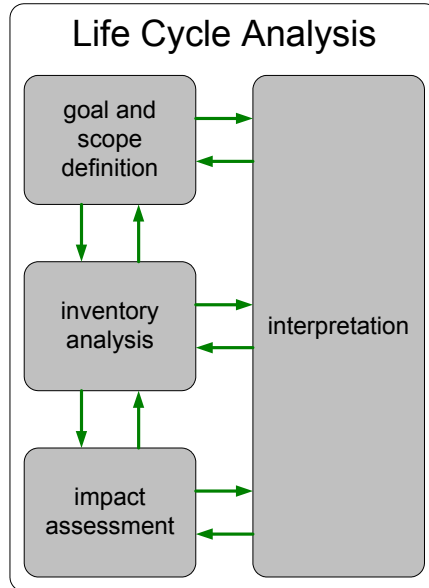 Life Cycle Analysis
goal and
scope
definition
inventory
analysis
interpretation
impact
assessment